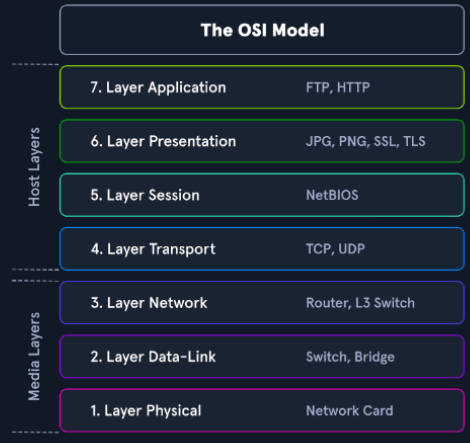 The OSI Model
Host Layers
7. Layer Application FTP, HTTP
6. Layer Presentation JPG, PNG, SSL, TLS
5. Layer Session NetBIOS
4. Layer Transport TCP, UDP
Media Layers
3. Layer Network Router, L3 Switch
2. Layer Data-Link Switch, Bridge
1. Layer Physical Network Card